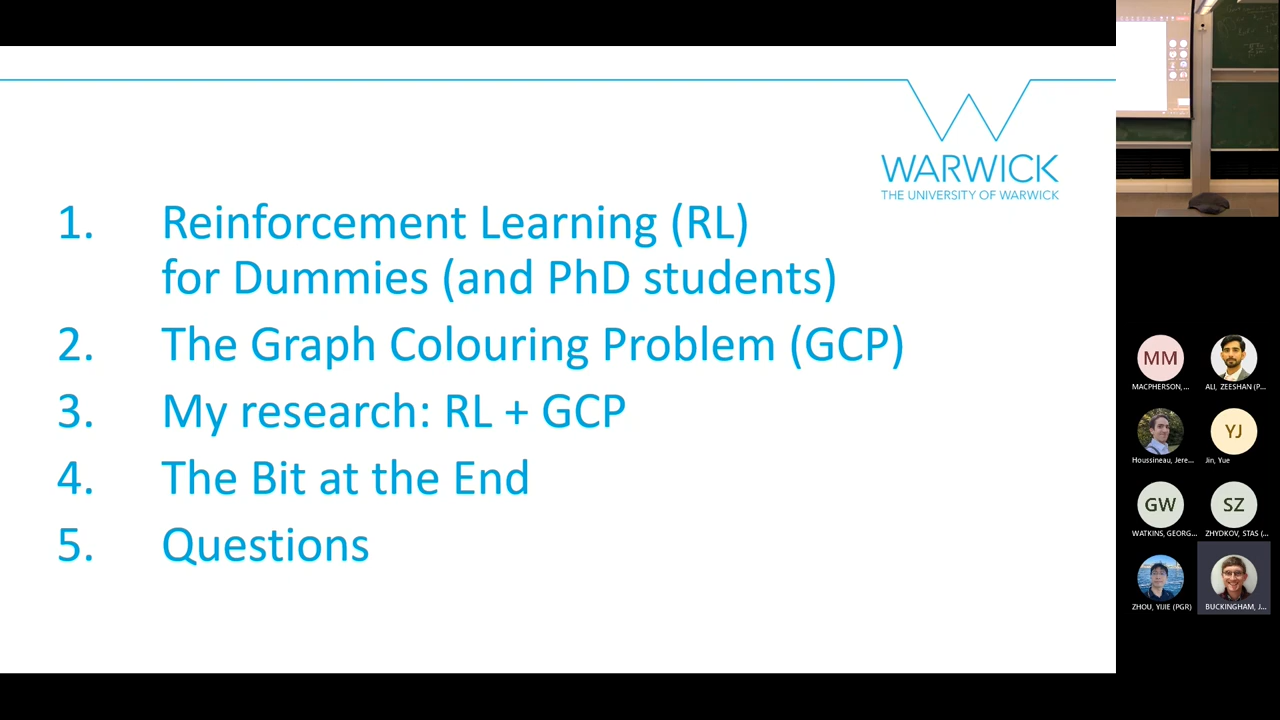 WARWICK
THE UNIVERSITY OF WARWICK
1. Reinforcement Learning (RL)
for Dummies (and PhD students)
2. The Graph Colouring Problem (GCP)
3. My research: RL + GCP
4. The Bit at the End
5. Questions
MM
MACPHERSON,...
ALI, ZEESHAN (P...
Houssineau, Jere...
YJ
Jin, Yue
GW
WATKINS, GEORG...
SZ
ZHYDKOV, STAS (...
ZHOU, YIJIE (PGR)
BUCKINGHAM, J...